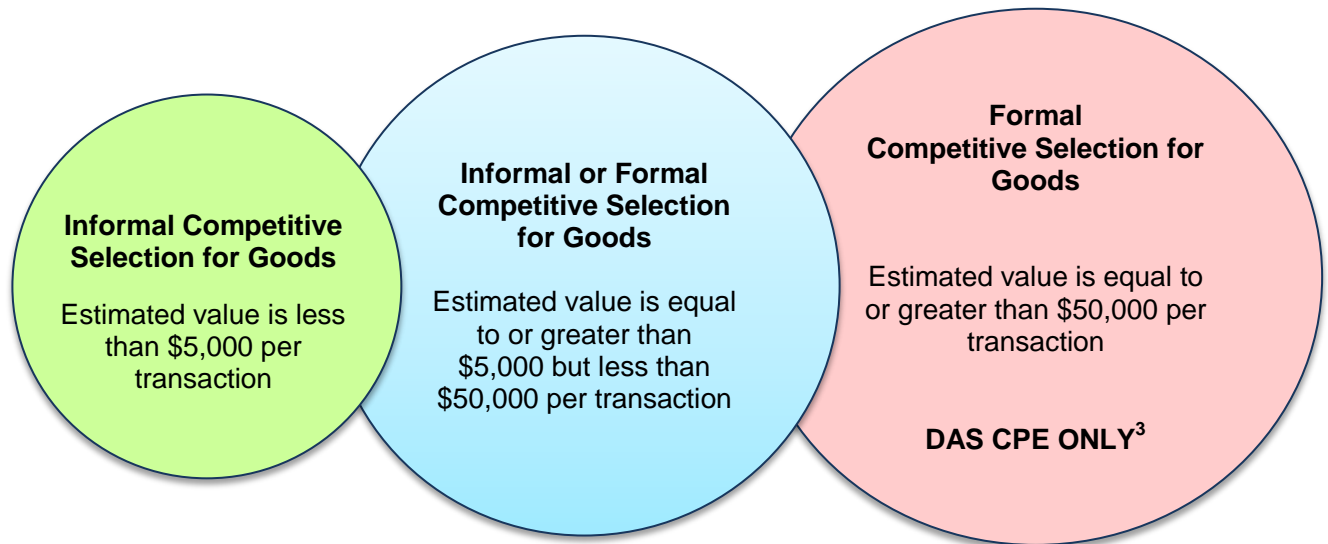 Informal Competitive
Selection for Goods
Estimated value is less
than $5,000 per
transaction
Informal or Formal
Competitive Selection
for Goods
Estimated value is equal
to or greater than
$5,000 but less than
$50,000 per transaction
Formal
Competitive Selection for
Goods
Estimated value is equal to
or greater than $50,000 per
transaction
DAS CPE ONLY³